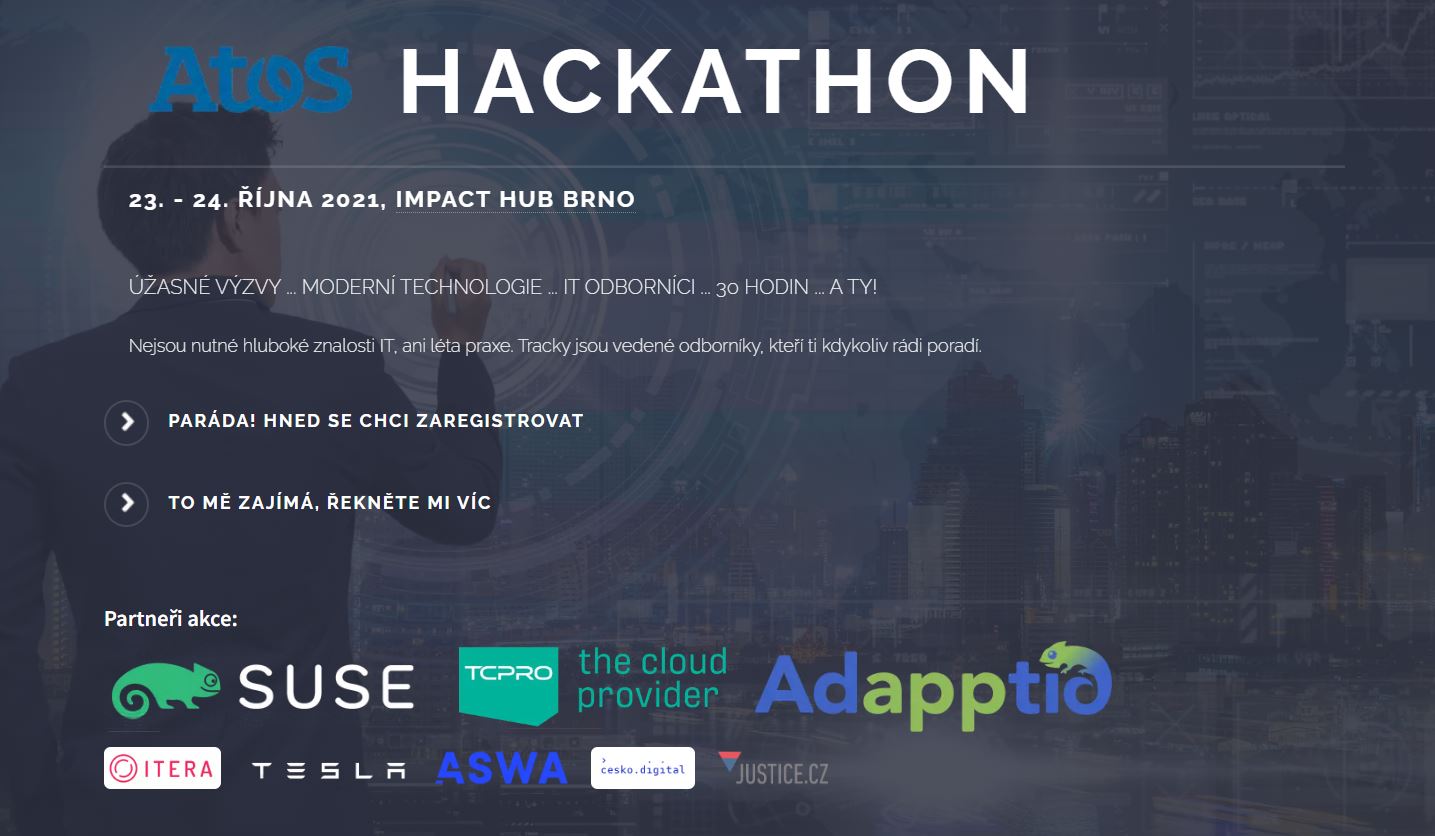 Atos HACKATHON
23. - 24. ŘÍJNA 2021, IMPACT HUB BRNO
ÚŽASNÉ VÝZVY ... MODERNÍ TECHNOLOGIE ... IT ODBORNÍCI ... 30 HODIN ... A TY!
Nejsou nutné hluboké znalosti IT, ani léta praxe. Tracky jsou vedené odborníky, kteří ti kdykoliv rádi poradí.
PARÁDA! HNED SE CHCI ZAREGISTROVAT
TO MĚ ZAJÍMÁ, ŘEKNĚTE MI VÍC
Partneři akce:
SUSE
TCPRO
the cloud
provider
Adapptio
ITERA
TESLA
ASWA
cesko.digital
JUSTICE.CZ